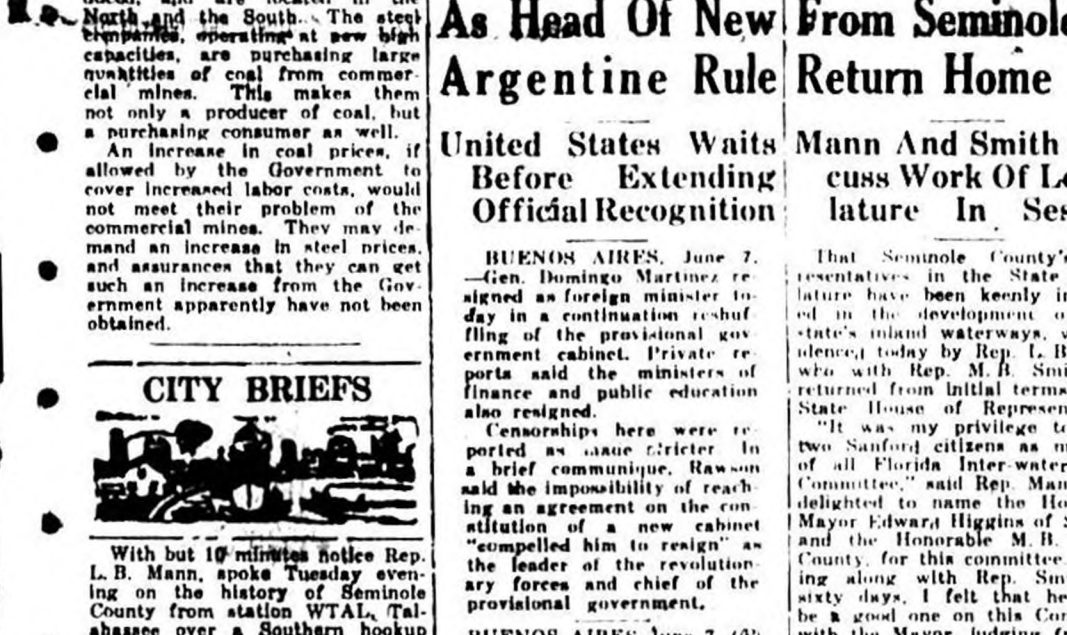 North and the South. The steel
companies, operating at new high
capacities, are purchasing large
quantities of coal from commer-
cial mines. This makes them
not only a producer of coal, but
a purchasing consumer as well.
An increase in coal prices, if
allowed by the Government to
cover increased labor costs, would
not meet their problem of the
commercial mines. They may de-
mand an increase in steel prices,
and assurances that they can get
such an increase from the Gov-
ernment apparently have not been
obtained.
CITY BRIEFS
With but 10 minutes notice Rep.
L. B. Mann, spoke Tuesday even-
ing on the history of Seminole
County from station WTAL, Tal-
ahassee over a Southern hookup
As Head Of New
Argentine Rule
United States Waits
Before Extending
Official Recognition
BUENOS AIRES, June 7.
—Gen. Domingo Martinez re-
signed as foreign minister to-
day in a continuation reshuf-
fling of the provisional gov-
ernment cabinet. Private re-
ports said the ministers of
finance and public education
also resigned.
Censorships here were re-
ported as made stricter. In
a brief communique, Rawson
said the impossibility of reach-
ing an agreement on the con-
stitution of a new cabinet
"compelled him to resign" as
the leader of the revolution-
ary forces and chief of the
provisional government.
BUENOS AIRES, June 7
From Seminole
Return Home
Mann And Smith
cuss Work Of Le
lature In Ses
That Seminole County's
resentatives in the State
lature have been keenly in
ed in the development o
state's inland waterways, w
idenced today by Rep. L. B
who with Rep. M. B. Smi
returned from initial terms
State House of Represen
"It was my privilege to
two Sanford citizens as m
of all Florida Inter-water
Committee," said Rep. Man
delighted to name the Ho
Mayor Edward Higgins of S
and the Honorable M. B.
County, for this committee.
ing along with Rep. Smi
sixty days, I felt that he
be a good one on this Com
with the Mayor